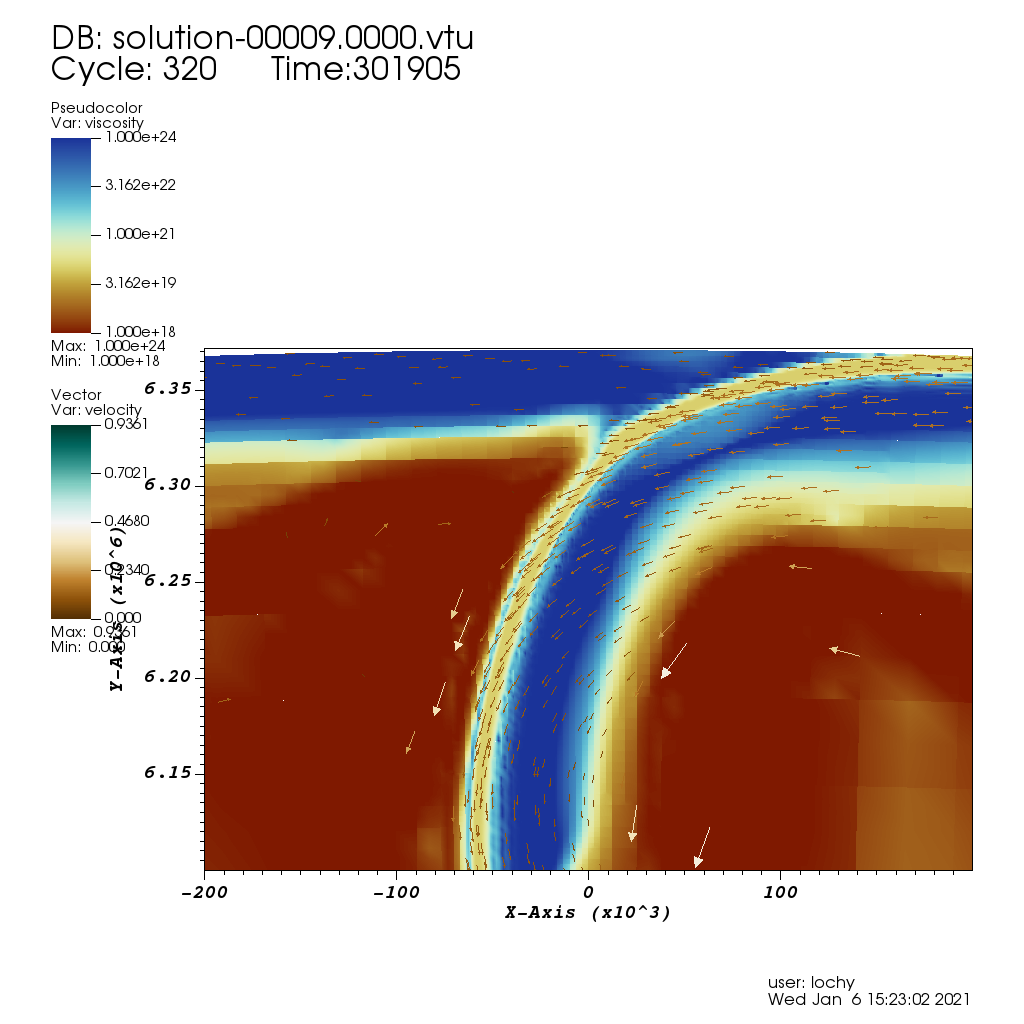 DB: solution-00009.0000.vtu
Cycle: 320 Time:301905
Pseudocolor
Var: viscosity
1.000e+24
3.162e+22
1.000e+21
3.162e+19
1.000e+18
Max: 1.000e+24
Min: 1.000e+18
Vector
Var: velocity
0.9361
0.7021
0.4680
0.2340
0.000
Max: 0.9361
Min: 0.000
Y-Axis (x10^6)
6.35
6.30
6.25
6.20
6.15
-200 -100 0 100
X-Axis (x10^3)
user: lochy
Wed Jan 6 15:23:02 2021